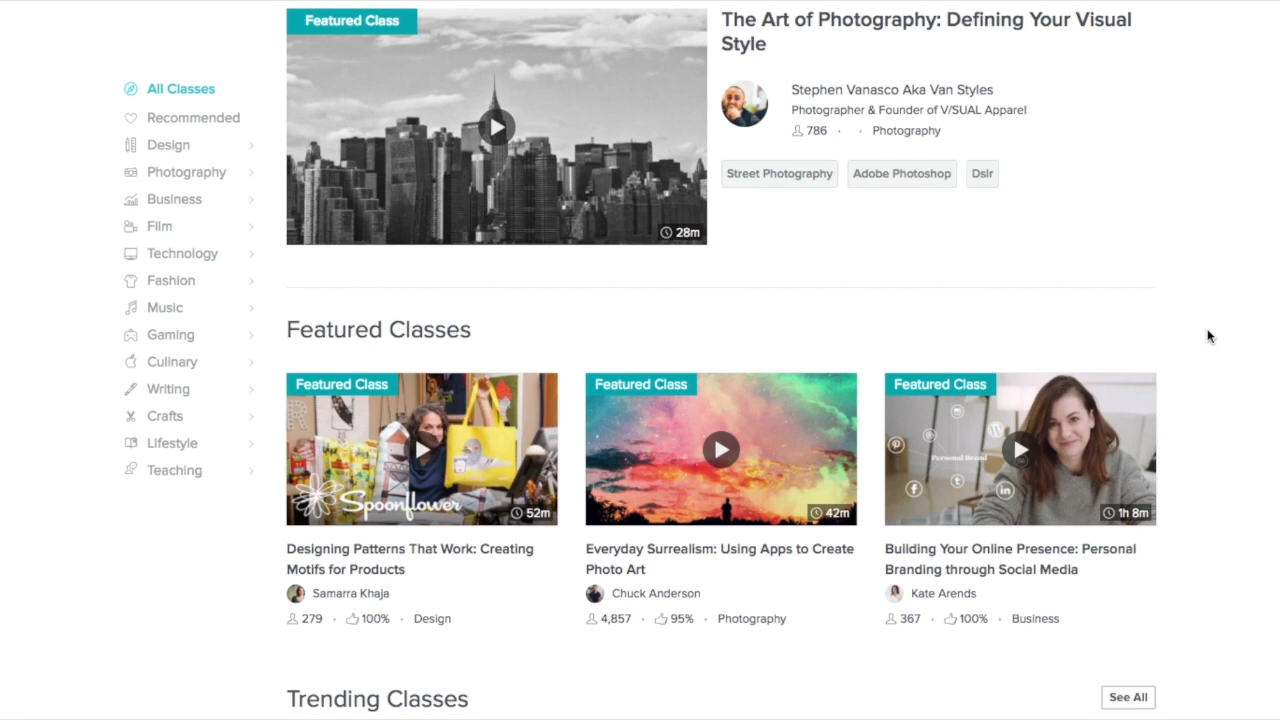 Featured Class
28m
The Art of Photography: Defining Your Visual
Style
Stephen Vanasco Aka Van Styles
Photographer & Founder of V/SUAL Apparel
786 · · Photography
Street Photography
Adobe Photoshop
Dslr
All Classes
Recommended
Design
Photography
Business
Film
Technology
Fashion
Music
Gaming
Culinary
Writing
Crafts
Lifestyle
Teaching
Featured Classes
Featured Class
Spoonflower
52m
Designing Patterns That Work: Creating
Motifs for Products
Samarra Khaja
279 · 100% · Design
Featured Class
42m
Everyday Surrealism: Using Apps to Create
Photo Art
Chuck Anderson
4,857 · 95% · Photography
Featured Class
Personal Brand
1h 8m
Building Your Online Presence: Personal
Branding through Social Media
Kate Arends
367 · 100% · Business
Trending Classes
See All